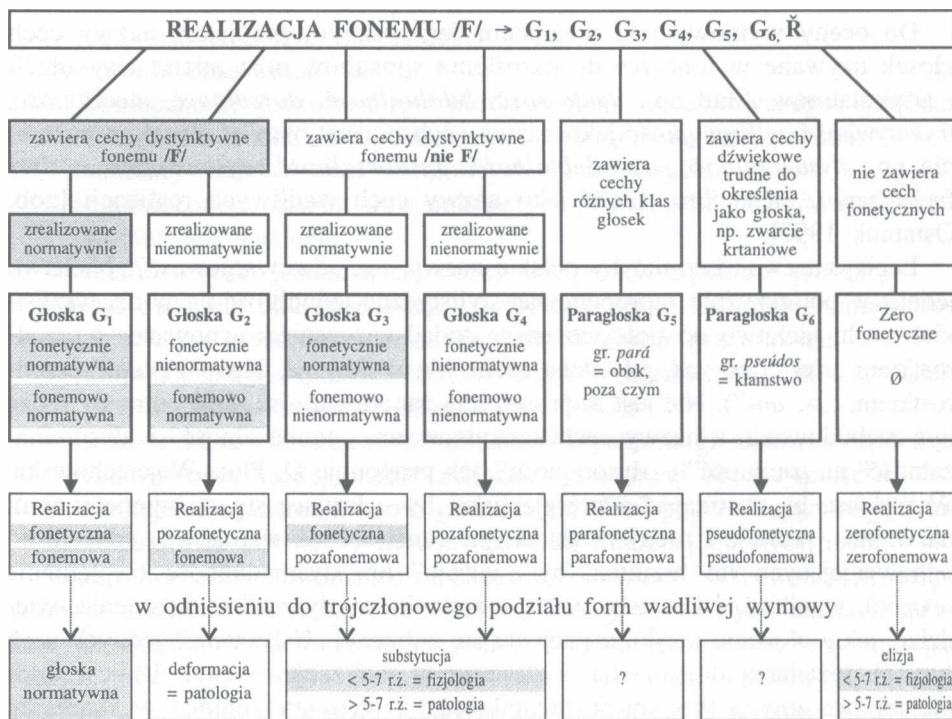 REALIZACJA FONEMU /F/ → G1, G2, G3, G4, G5, G6, Ǩ
zawiera cechy dystynktywne
fonemu /F/
zawiera cechy dystynktywne
fonemu /nie F/
zawiera
cechy
różnych klas
głosek
zawiera cechy
dźwiękowe
trudne do
określenia
jako głoska,
np. zwarcie
krtaniowe
nie zawiera
cech
fonetycznych
zrealizowane
normatywnie
zrealizowane
nienormatywnie
zrealizowane
normatywnie
zrealizowane
nienormatywnie
Głoska G1
fonetycznie
normatywna
fonemowo
normatywna
Głoska G2
fonetycznie
nienormatywna
fonemowo
normatywna
Głoska G3
fonetycznie
normatywna
fonemowo
nienormatywna
Głoska G4
fonetycznie
nienormatywna
fonemowo
nienormatywna
Paragłoska G5
gr. pará
= obok,
poza normą
Paragłoska G6
gr. pseúdos
= kłamstwo
Zero
fonetyczne
Ø
Realizacja
fonetyczna
fonemowa
Realizacja
pozafonetyczna
fonemowa
Realizacja
fonetyczna
pozafonemowa
Realizacja
pozafonetyczna
pozafonemowa
Realizacja
parafonetyczna
parafonemowa
Realizacja
pseudofonetyczna
pseudofonemowa
Realizacja
zerofonetyczna
zerofonemowa
w odniesieniu do trójczłonowego podziału form wadliwej wymowy
głoska
normatywna
deformacja
= patologia
substytucja
< 5-7 r.ż. = fizjologia
> 5-7 r.ż. = patologia
?
?
elizja
< 5-7 r.ż. = fizjologia
> 5-7 r.ż. = patologia